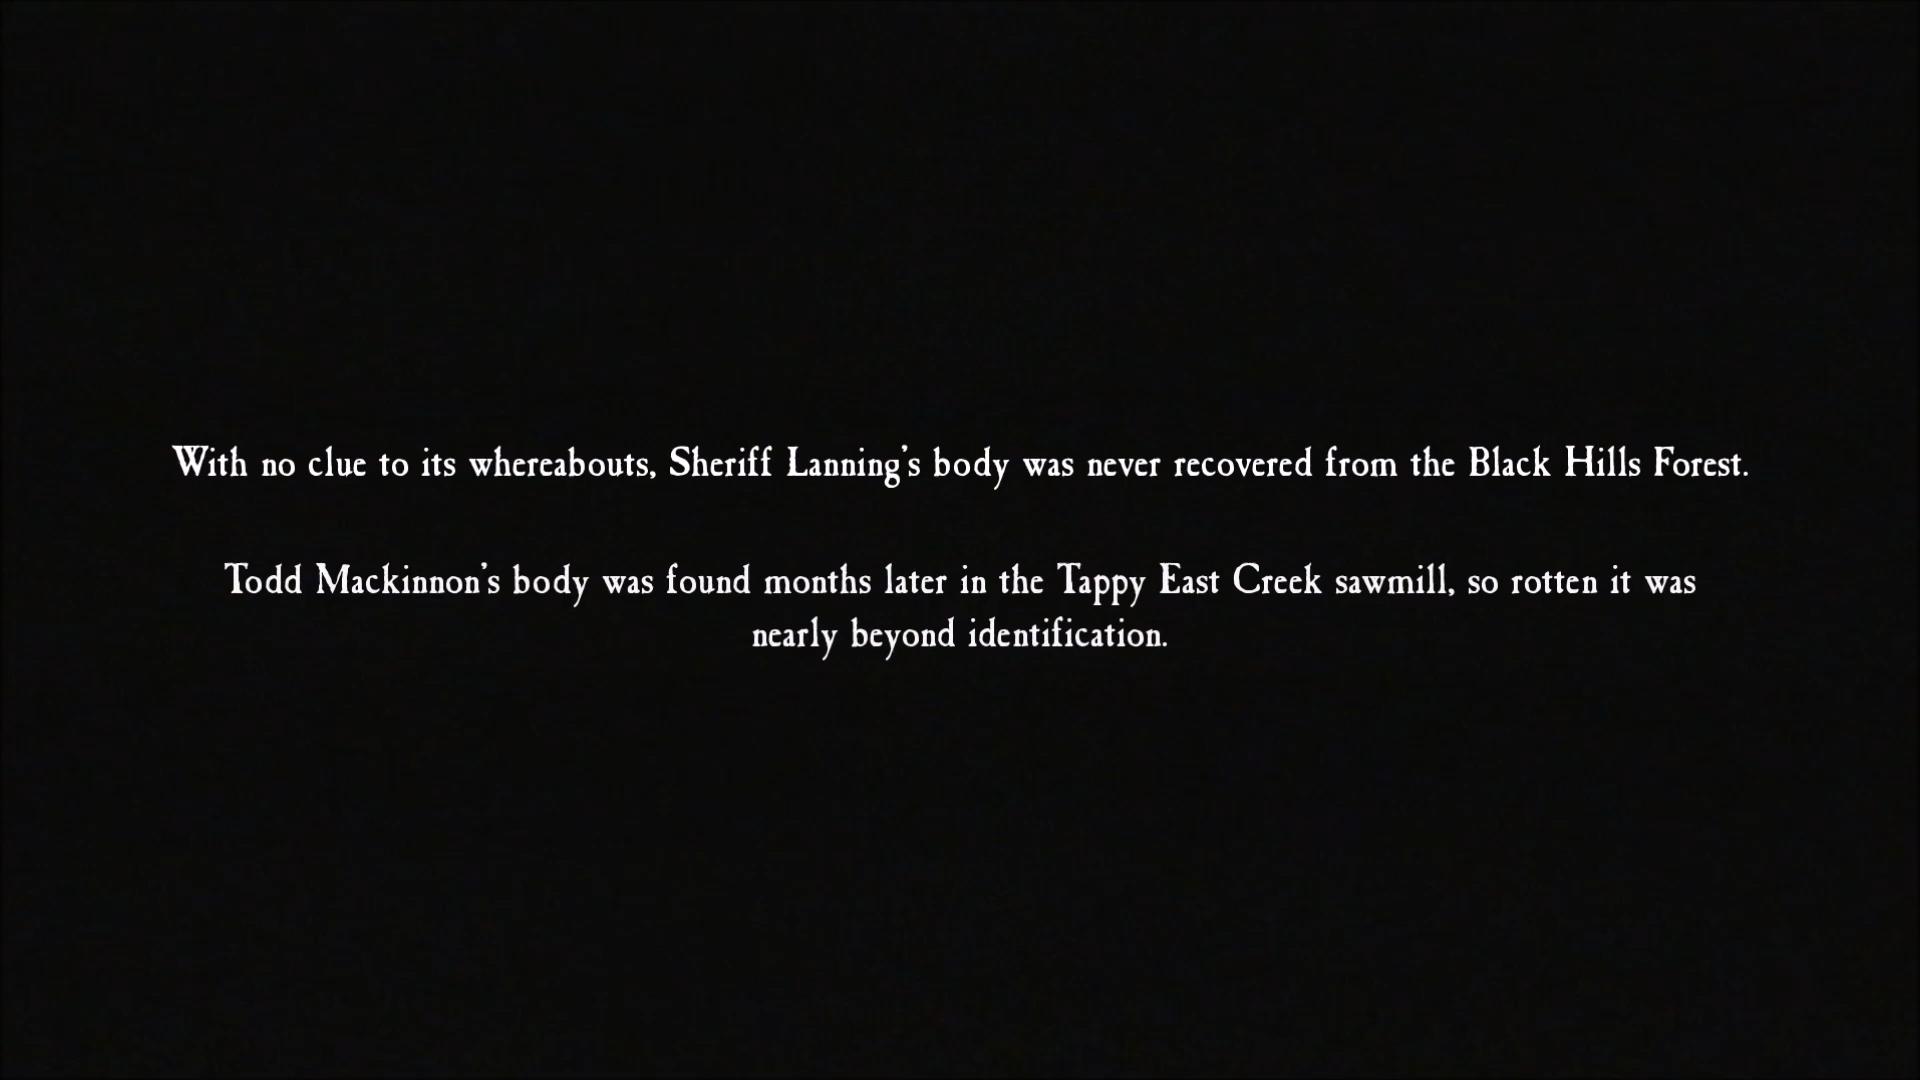 With no clue to its whereabouts, Sheriff Lanning's body was never recovered from the Black Hills Forest.
Todd Mackinnon's body was found months later in the Tappy East Creek sawmill, so rotten it was
nearly beyond identification.